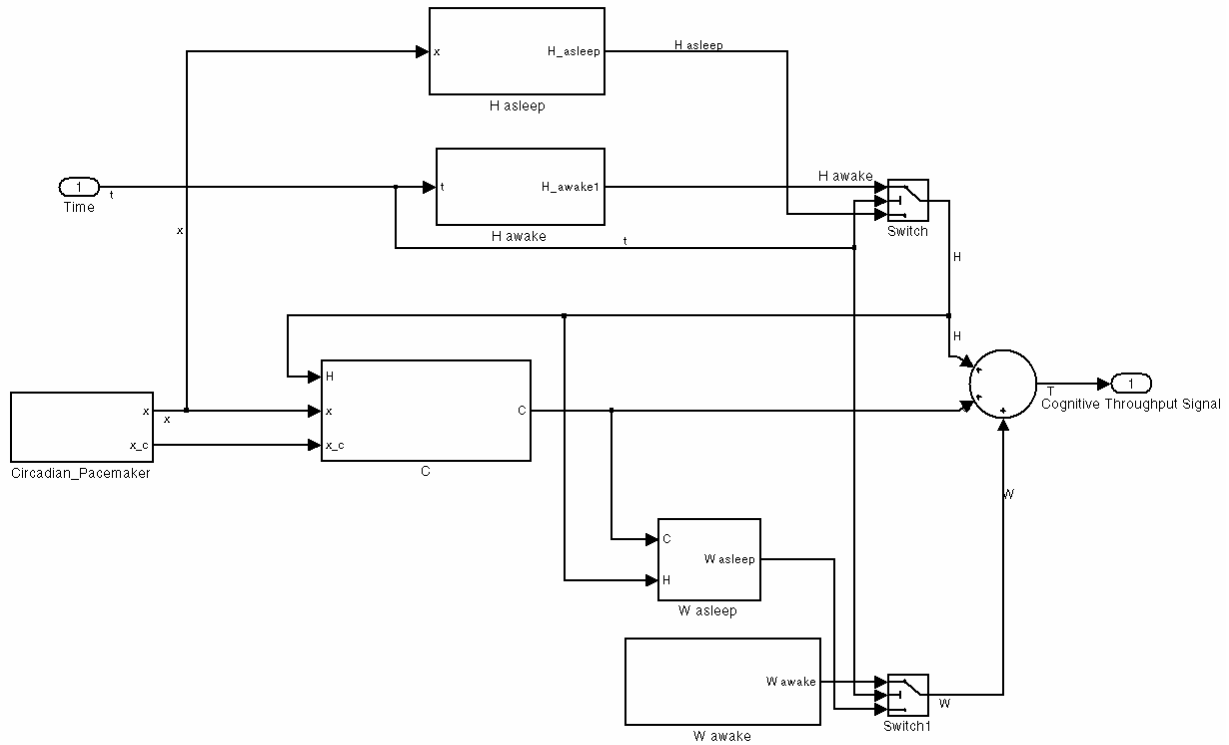 x
H_asleep
H asleep
H asleep
1
Time
t
t
H_awake1
H awake
H awake
Switch
t
x
H
H
H
x
x_c
C
C
x
x_c
x
Circadian_Pacemaker
+
+
+
T
1
Cognitive Throughput Signal
C
H
W asleep
W asleep
W
W awake
W awake
W
Switch1